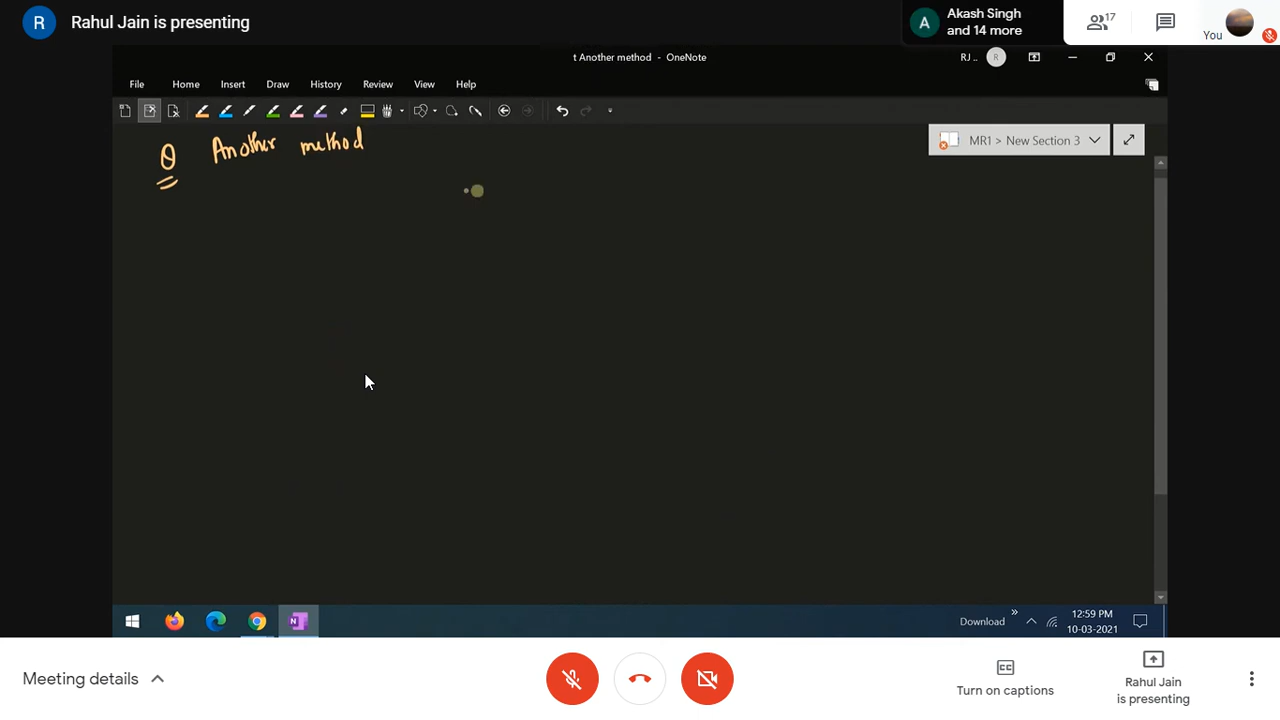 R Rahul Jain is presenting
A Akash Singh and 14 more
17
You
t Another method - OneNote
RJ .. R
File Home Insert Draw History Review View Help
MR1 > New Section 3
Q Another method
Download
12:59 PM
10-03-2021
Meeting details
Turn on captions
Rahul Jain
is presenting